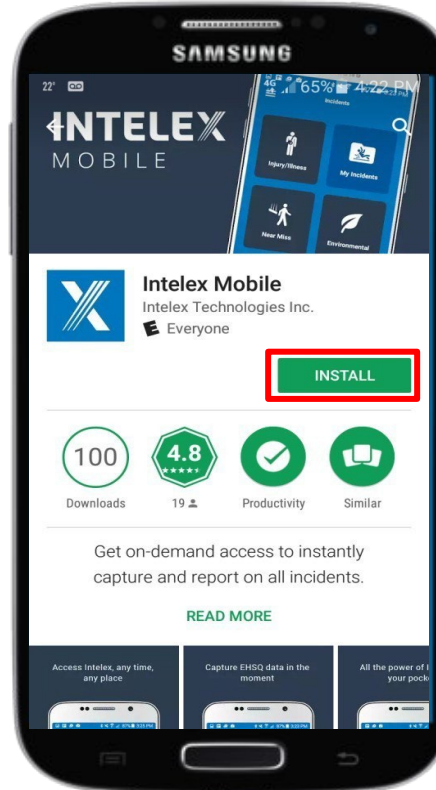 SAMSUNG
22°
4G 65% 4:22 PM
INTELEX
MOBILE
Incidents
Injury/Illness
My Incidents
Near Miss
Environmental
Intelex Mobile
Intelex Technologies Inc.
E Everyone
INSTALL
100
4.8
Downloads
19
Productivity
Similar
Get on-demand access to instantly
capture and report on all incidents.
READ MORE
Access Intelex, any time,
any place
Capture EHSQ data in the
moment
All the power of I
your pock